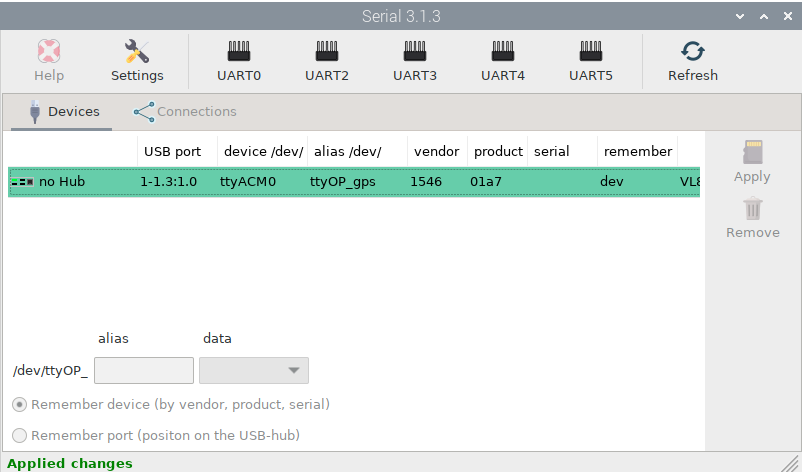 Serial 3.1.3
Help Settings UART0 UART2 UART3 UART4 UART5 Refresh
Devices Connections
USB port device /dev/ alias /dev/ vendor product serial remember
no Hub 1-1.3:1.0 ttyACM0 ttyOP_gps 1546 01a7 dev VL8
Apply
Remove
alias data
/dev/ttyOP_
Remember device (by vendor, product, serial)
Remember port (positon on the USB-hub)
Applied changes